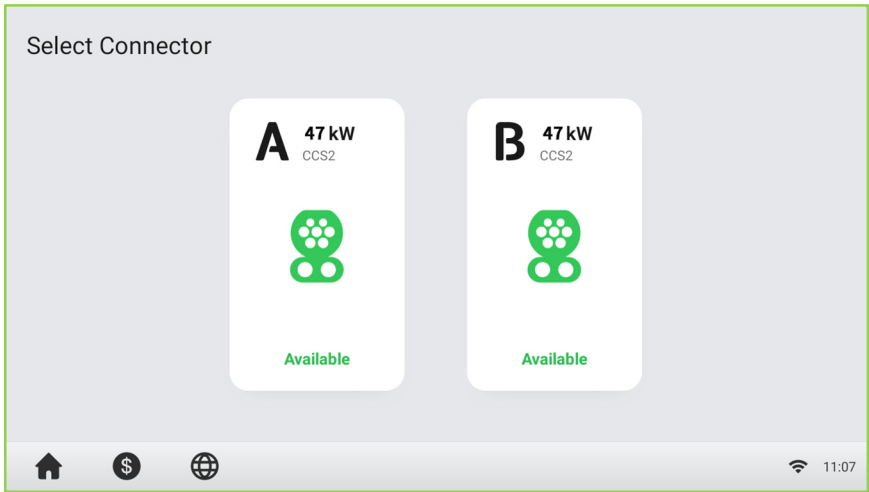 Select Connector
A 47 kW
CCS2
B 47 kW
CCS2
Available
Available
$
11:07